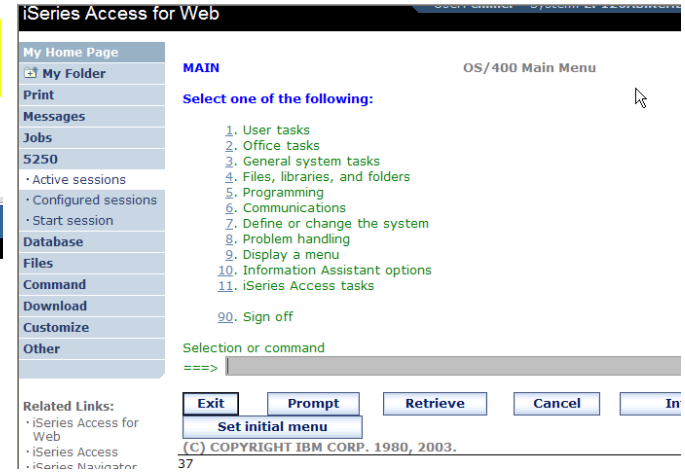 iSeries Access for Web
My Home Page
My Folder
Print
Messages
Jobs
5250
· Active sessions
· Configured sessions
· Start session
Database
Files
Command
Download
Customize
Other
Related Links:
· iSeries Access for
Web
· iSeries Access
· iSeries Navigator
MAIN OS/400 Main Menu
Select one of the following:
1. User tasks
2. Office tasks
3. General system tasks
4. Files, libraries, and folders
5. Programming
6. Communications
7. Define or change the system
8. Problem handling
9. Display a menu
10. Information Assistant options
11. iSeries Access tasks
90. Sign off
Selection or command
===>
Exit Prompt Retrieve Cancel
Set initial menu
(C) COPYRIGHT IBM CORP. 1980, 2003.
37